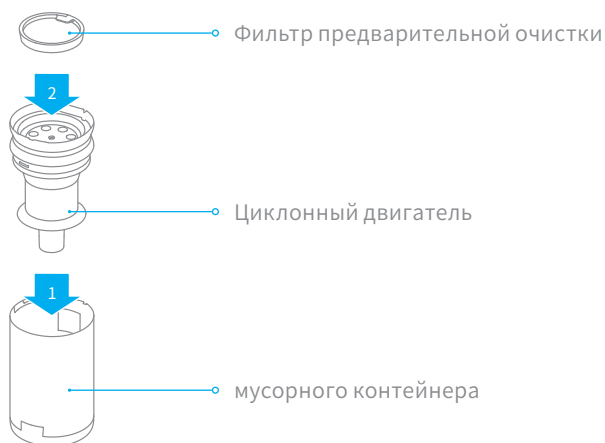 Фильтр предварительной очистки
2
Циклонный двигатель
1
мусорного контейнера